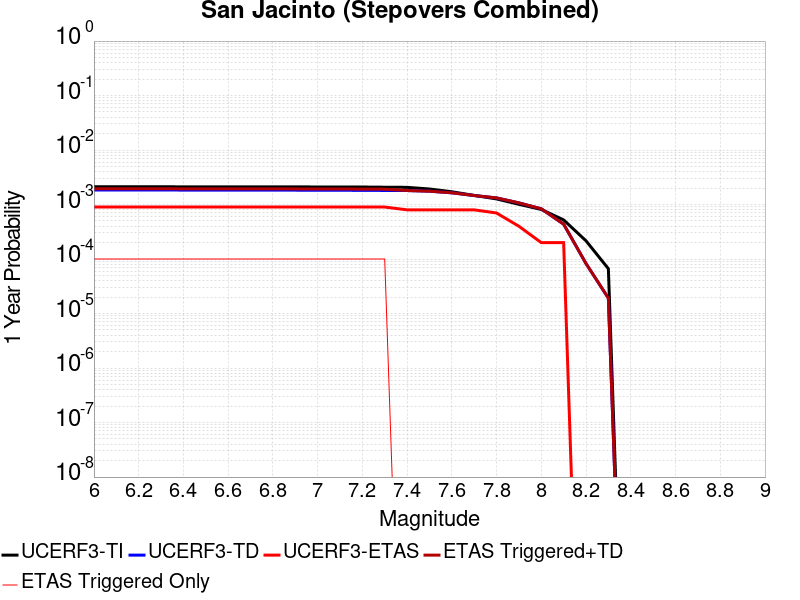 San Jacinto (Stepovers Combined)
1 Year Probability
10^0
10^-1
10^-2
10^-3
10^-4
10^-5
10^-6
10^-7
10^-8
6 6.2 6.4 6.6 6.8 7 7.2 7.4 7.6 7.8 8 8.2 8.4 8.6 8.8 9
Magnitude
UCERF3-TI UCERF3-TD UCERF3-ETAS ETAS Triggered+TD
ETAS Triggered Only